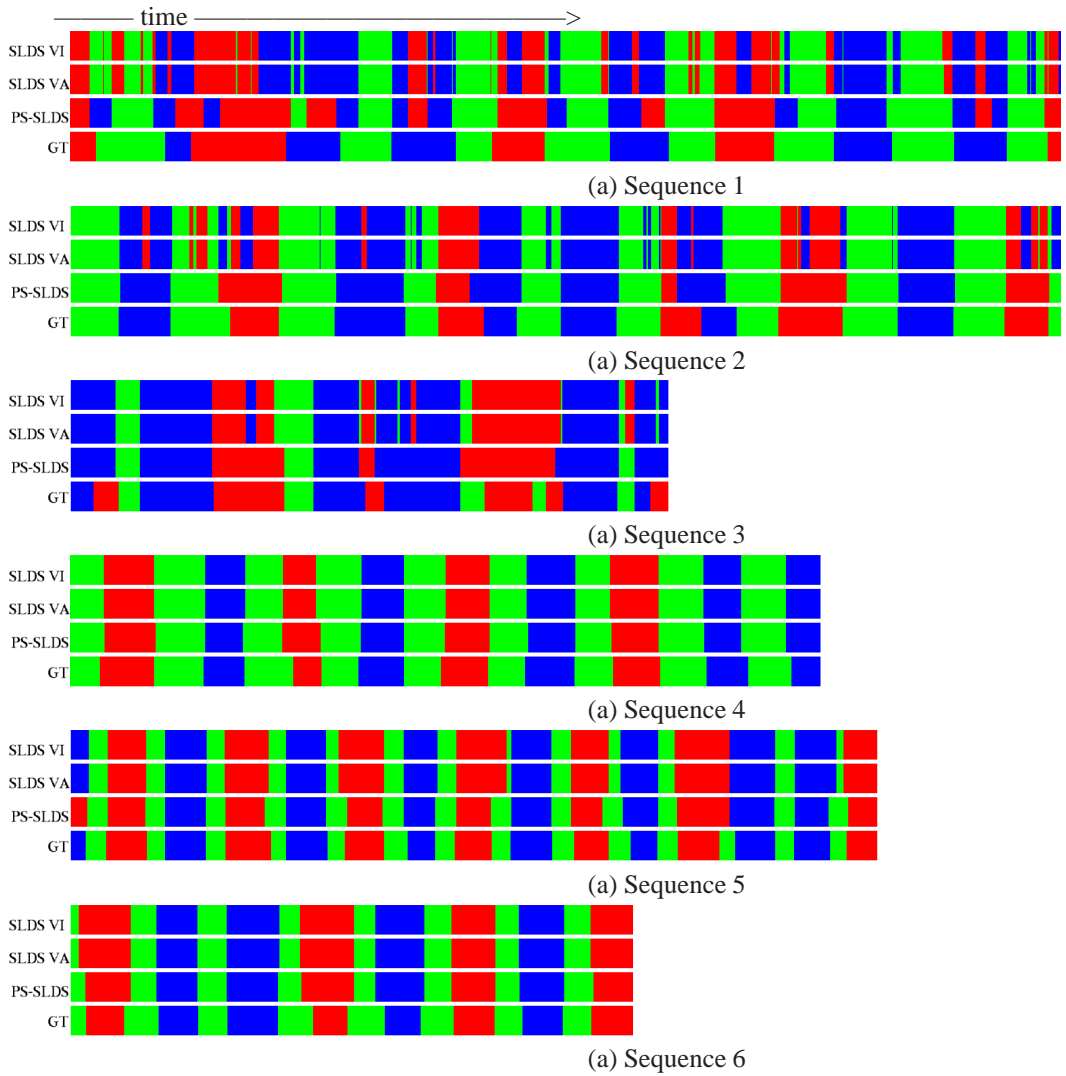 time
SLDS VI
SLDS VA
PS-SLDS
GT
(a) Sequence 1
SLDS VI
SLDS VA
PS-SLDS
GT
(a) Sequence 2
SLDS VI
SLDS VA
PS-SLDS
GT
(a) Sequence 3
SLDS VI
SLDS VA
PS-SLDS
GT
(a) Sequence 4
SLDS VI
SLDS VA
PS-SLDS
GT
(a) Sequence 5
SLDS VI
SLDS VA
PS-SLDS
GT
(a) Sequence 6